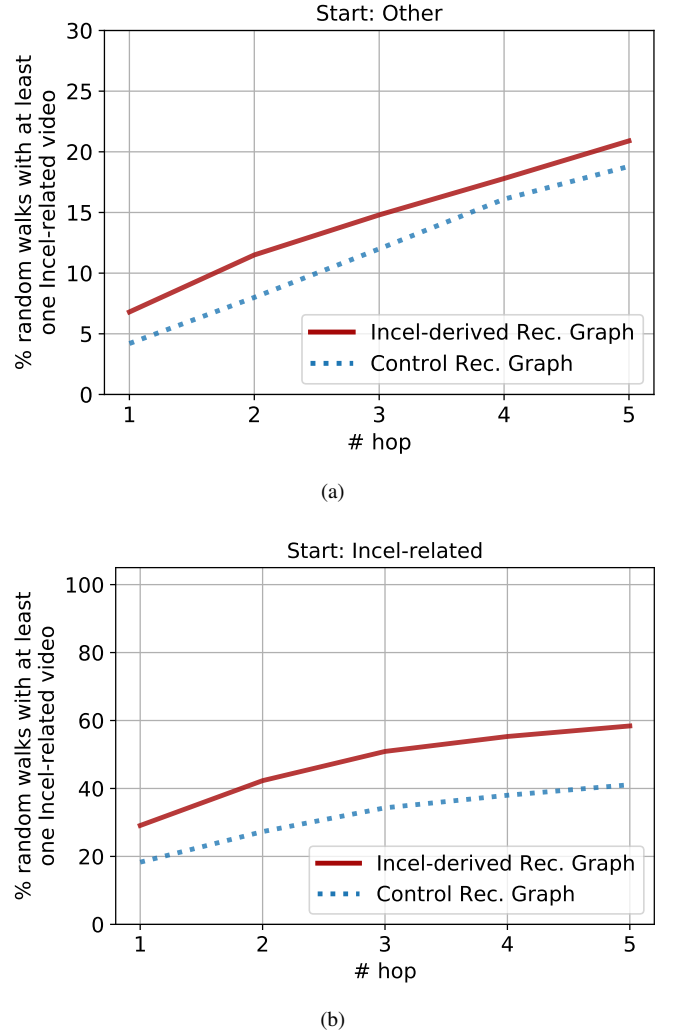 Start: Other
% random walks with at least
one Incel-related video
30
25
20
15
10
5
0
Incel-derived Rec. Graph
Control Rec. Graph
1 2 3 4 5
# hop
(a)
Start: Incel-related
% random walks with at least
one Incel-related video
100
80
60
40
20
0
Incel-derived Rec. Graph
Control Rec. Graph
1 2 3 4 5
# hop
(b)